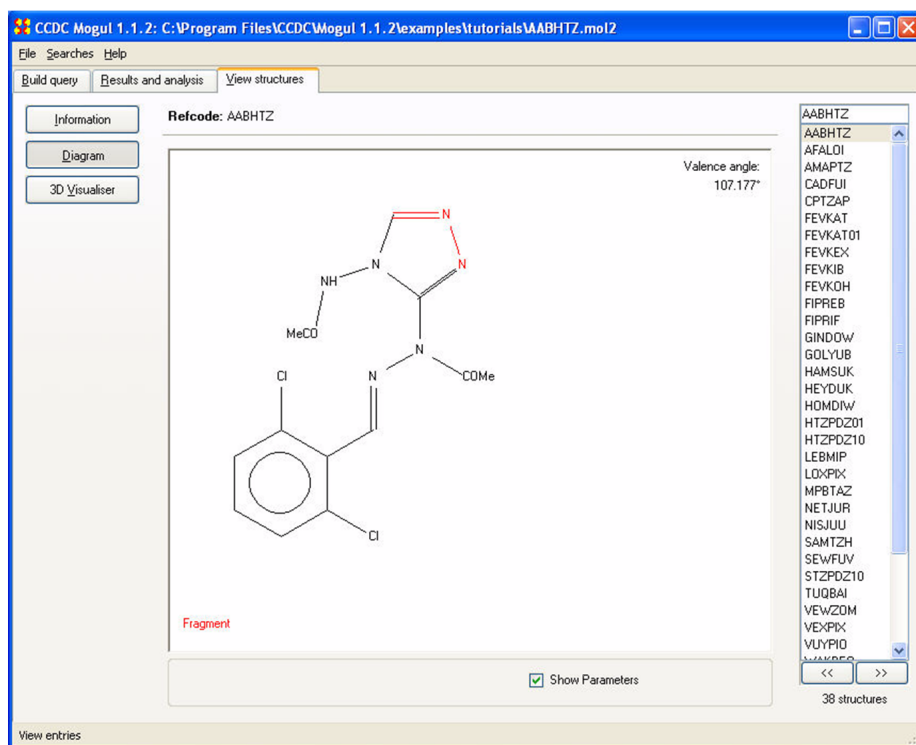 CCDC Mogul 1.1.2: C:\Program Files\CCDC\Mogul 1.1.2\examples\tutorials\AABHTZ.mol2
File Searches Help
Build query Results and analysis View structures
Information
Diagram
3D Visualiser
Refcode: AABHTZ
Valence angle:
107.177°
N
N
N
NH
MeCO
N
N
COMe
Cl
Cl
Fragment
Show Parameters
AABHTZ
AABHTZ
AFALOI
AMAPTZ
CADFUI
CPTZAP
FEVKAT
FEVKAT01
FEVKEX
FEVKIB
FEVKOH
FIPREB
FIPRIF
GINDOW
GOLYUB
HAMSUK
HEYDUK
HOMDIW
HTZPDZ01
HTZPDZ10
LEBMIP
LOXPIX
MPBTAZ
NETJUR
NISJUU
SAMTZH
SEWFUV
STZPDZ10
TUQBAI
VEWZOM
VEXPIX
VUYPIO
<< >>
38 structures
View entries